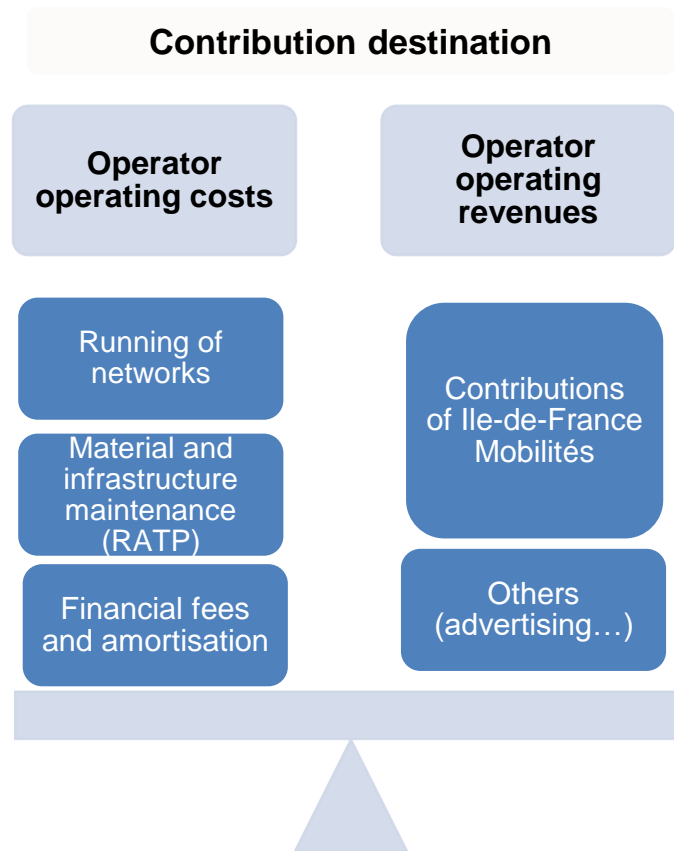 Contribution destination
Operator
operating costs
Operator
operating
revenues
Running of
networks
Material and
infrastructure
maintenance
(RATP)
Financial fees
and amortisation
Contributions
of Ile-de-France
Mobilités
Others
(advertising…)